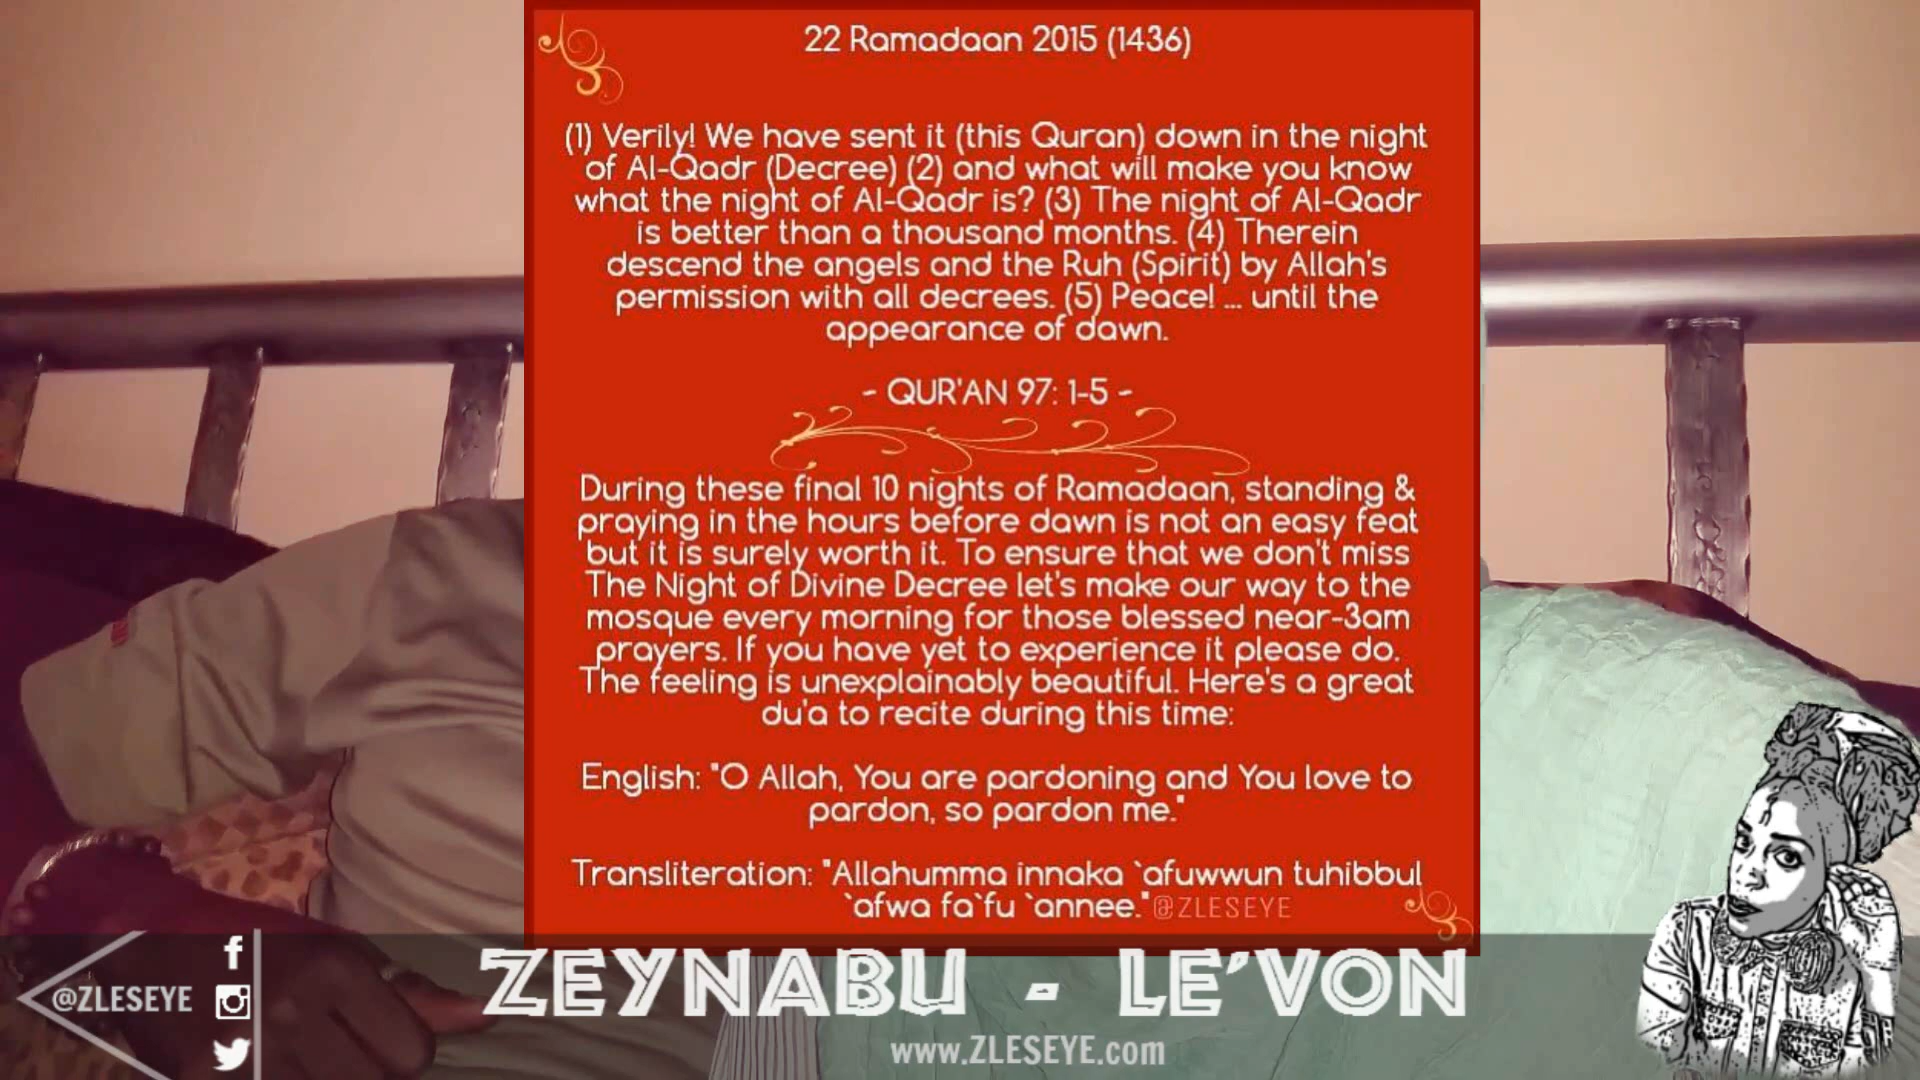 22 Ramadaan 2015 (1436)
(1) Verily! We have sent it (this Quran) down in the night
of Al-Qadr (Decree) (2) and what will make you know
what the night of Al-Qadr is? (3) The night of Al-Qadr
is better than a thousand months. (4) Therein
descend the angels and the Ruh (Spirit) by Allah's
permission with all decrees. (5) Peace! ... until the
appearance of dawn.
- QUR'AN 97: 1-5 -
During these final 10 nights of Ramadaan, standing &
praying in the hours before dawn is not an easy feat
but it is surely worth it. To ensure that we don't miss
The Night of Divine Decree let's make our way to the
mosque every morning for those blessed near-3am
prayers. If you have yet to experience it please do.
The feeling is unexplainably beautiful. Here's a great
du'a to recite during this time:
English: "O Allah, You are pardoning and You love to
pardon, so pardon me."
Transliteration: "Allahumma innaka `afuwwun tuhibbul
`afwa fa`fu `annee." @ZLESEYE
@ZLESEYE
ZEYNABU - LE'VON
www.ZLESEYE.com